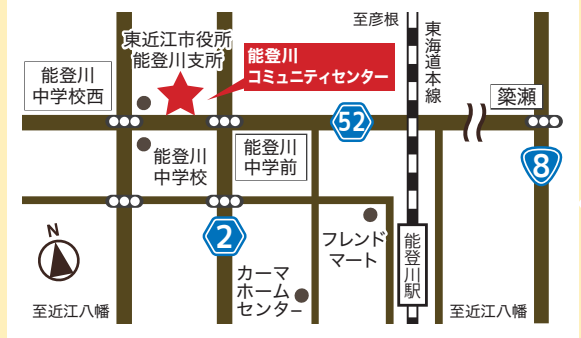 至彦根
東海道本線
東近江市役所
能登川支所
能登川
コミュニティセンター
能登川
中学校西
簗瀬
52
8
能登川
中学校
能登川
中学前
2
N
フレンド
マート
能登川駅
カーマ
ホーム
センター
至近江八幡
至近江八幡